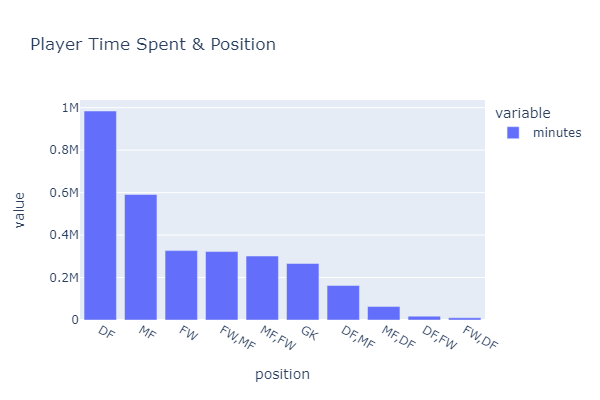 Player Time Spent & Position
variable
minutes
value
1M
0.8M
0.6M
0.4M
0.2M
0
DF
MF
FW
FW,MF
MF,FW
GK
DF,MF
MF,DF
DF,FW
FW,DF
position